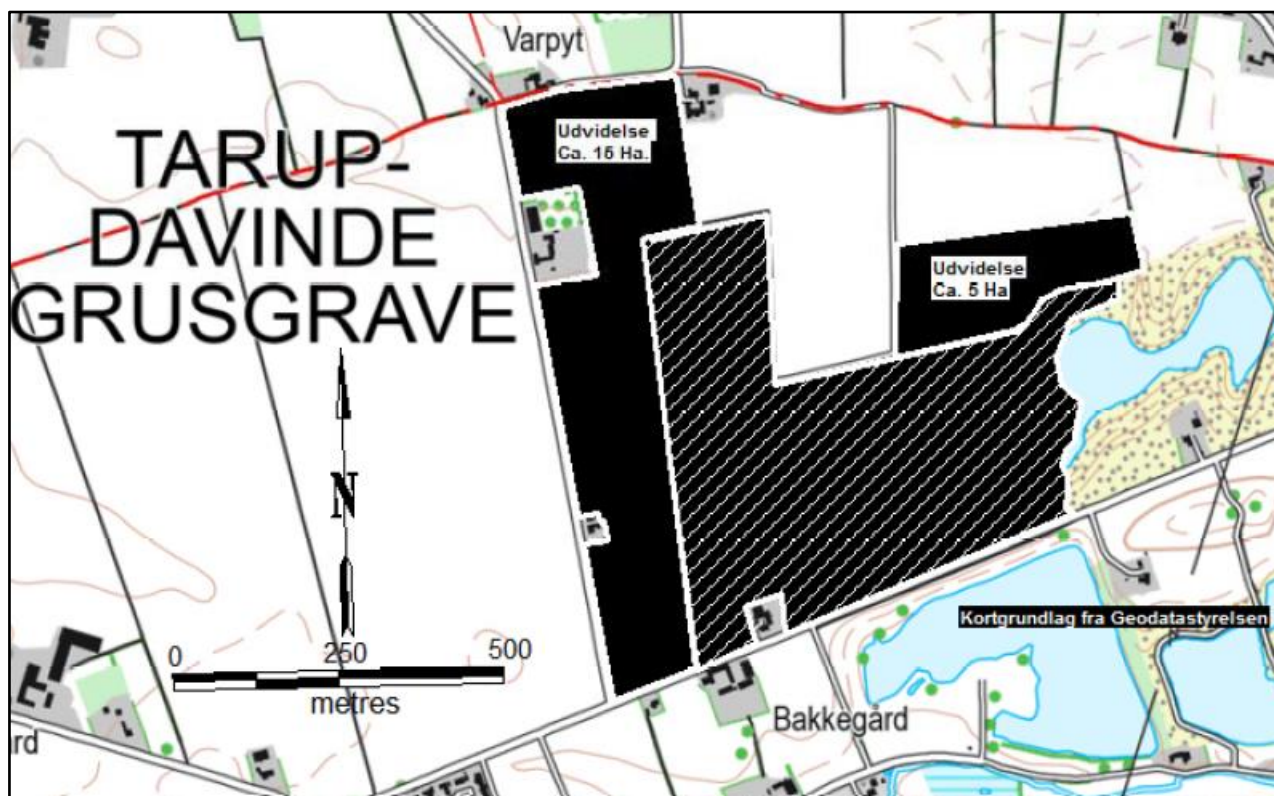 Varpyt
Udvidelse
Ca. 15 Ha.
TARUP-
DAVINDE
GRUSGRAVE
Udvidelse
Ca. 5 Ha
N
0 250 500
metres
Kortgrundlag fra Geodatastyrelsen
Bakkegård
rd